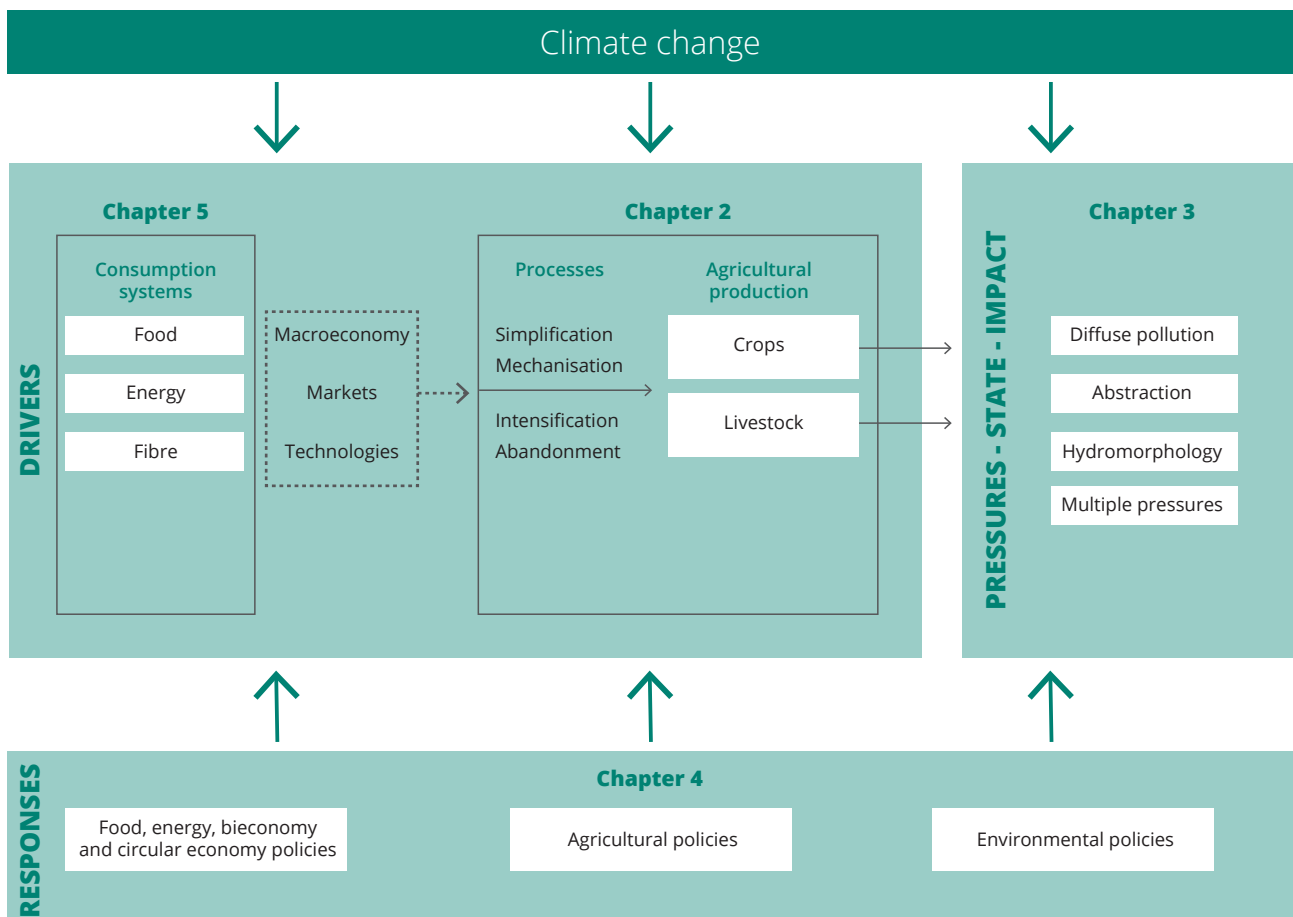 Climate change
DRIVERS
Chapter 5
Consumption
systems
Food
Energy
Fibre
Macroeconomy
Markets
Technologies
Chapter 2
Processes
Simplification
Mechanisation
Intensification
Abandonment
Agricultural
production
Crops
Livestock
PRESSURES - STATE - IMPACT
Chapter 3
Diffuse pollution
Abstraction
Hydromorphology
Multiple pressures
RESPONSES
Chapter 4
Food, energy, bieconomy
and circular economy policies
Agricultural policies
Environmental policies